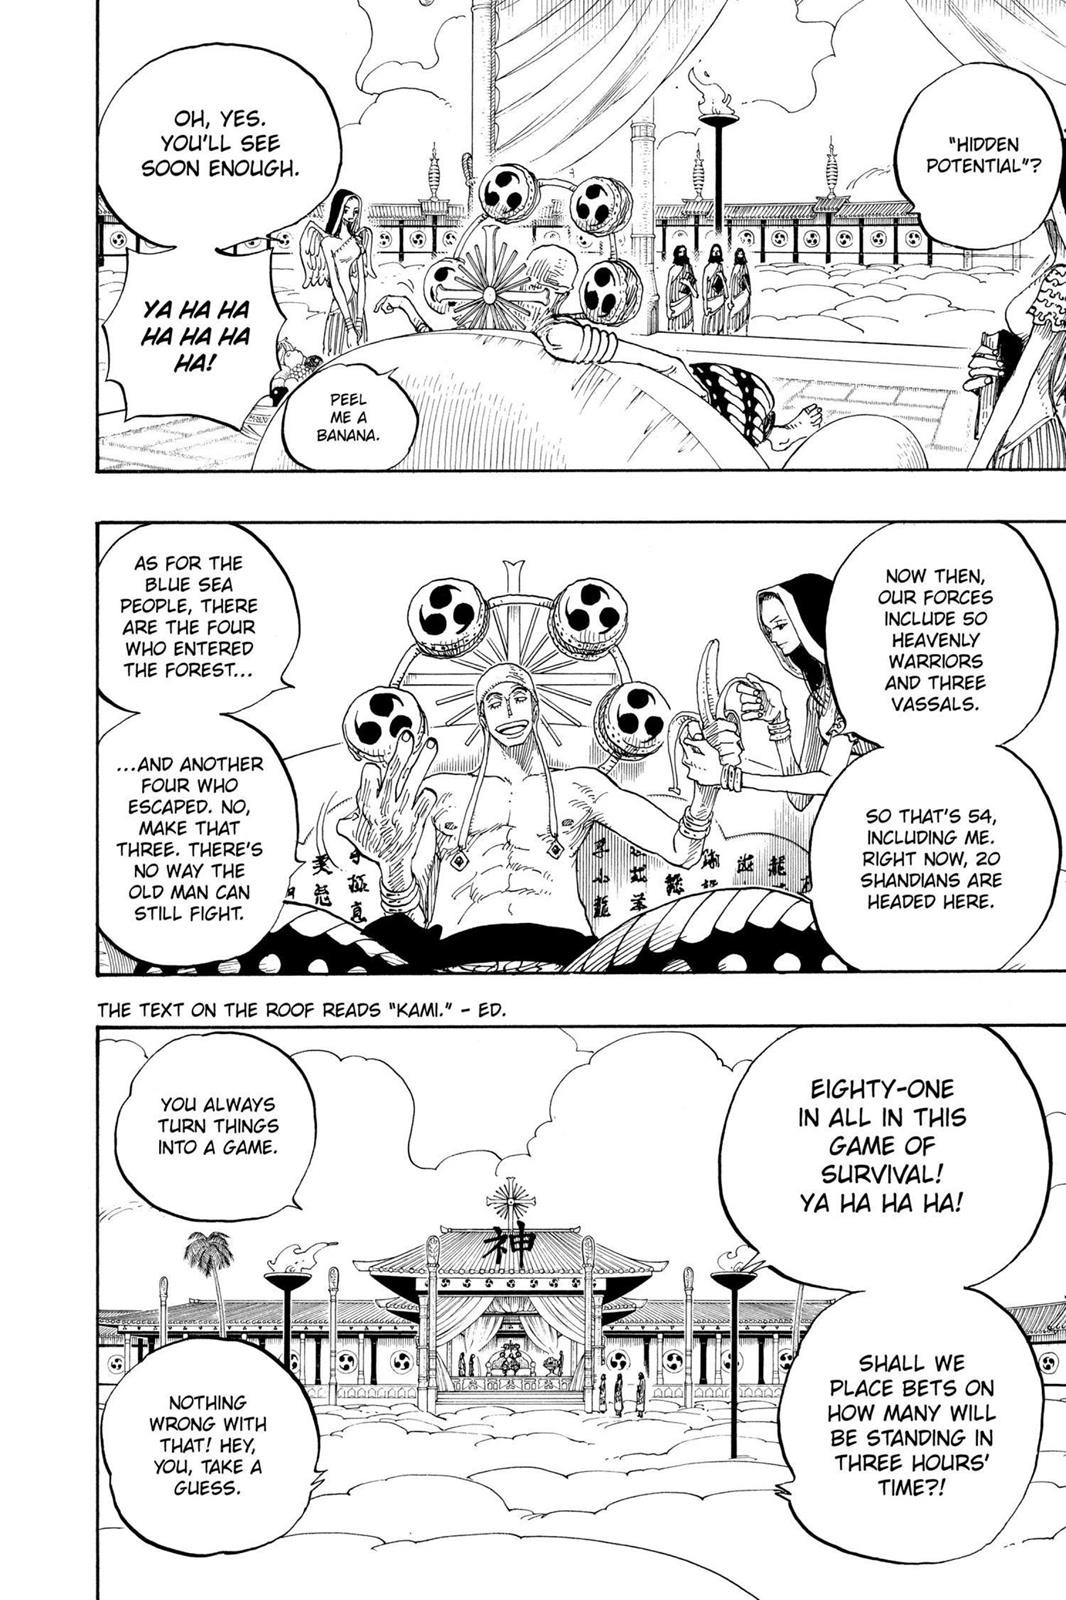 "HIDDEN
POTENTIAL"?
OH, YES.
YOU'LL SEE
SOON ENOUGH.
YA HA HA
HA HA HA
HA!
PEEL
ME A
BANANA.
NOW THEN,
OUR FORCES
INCLUDE 50
HEAVENLY
WARRIORS
AND THREE
VASSALS.
SO THAT'S 54,
INCLUDING ME.
RIGHT NOW, 20
SHANDIANS ARE
HEADED HERE.
AS FOR THE
BLUE SEA
PEOPLE, THERE
ARE THE FOUR
WHO ENTERED
THE FOREST...
...AND ANOTHER
FOUR WHO
ESCAPED. NO,
MAKE THAT
THREE. THERE'S
NO WAY THE
OLD MAN CAN
STILL FIGHT.
THE TEXT ON THE ROOF READS "KAMI." – ED.
EIGHTY-ONE
IN ALL IN THIS
GAME OF
SURVIVAL!
YA HA HA HA!
SHALL WE
PLACE BETS ON
HOW MANY WILL
BE STANDING IN
THREE HOURS'
TIME?!
YOU ALWAYS
TURN THINGS
INTO A GAME.
神
NOTHING
WRONG WITH
THAT! HEY,
YOU, TAKE A
GUESS.